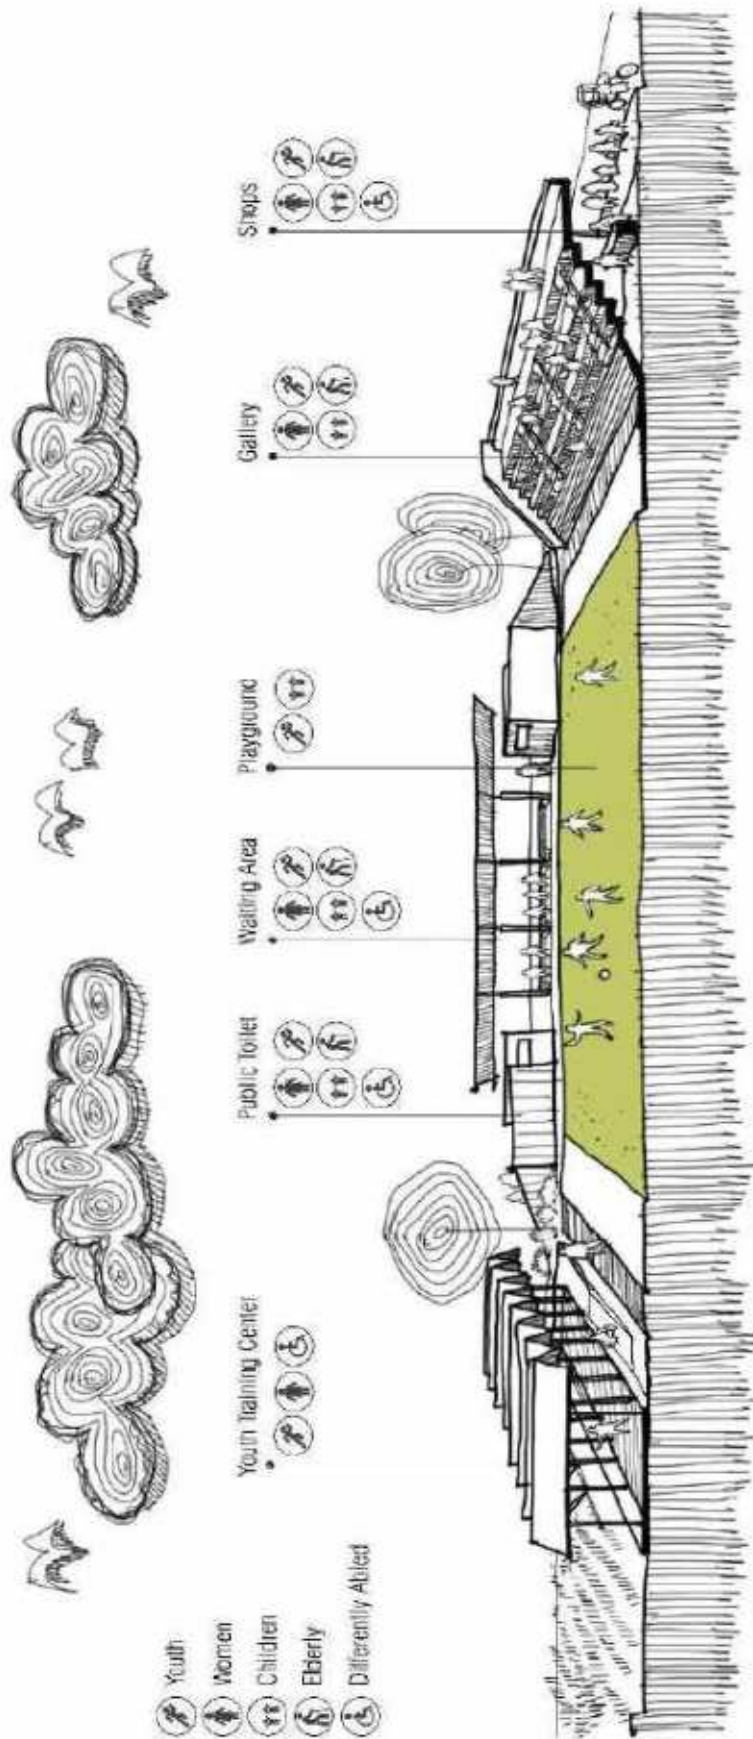 Youth
Women
Children
Elderly
Differently Abled
Youth Training Center
Public Toilet
Waiting Area
Playground
Gallery
Shops